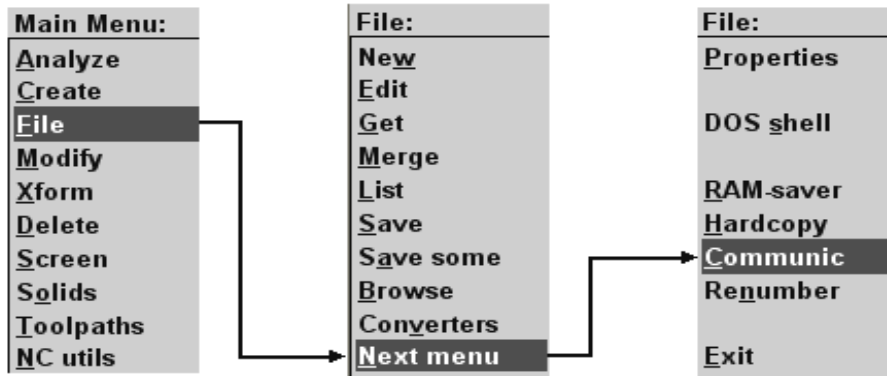 Main Menu:
Analyze
Create
File
Modify
Xform
Delete
Screen
Solids
Toolpaths
NC utils
File:
New
Edit
Get
Merge
List
Save
Save some
Browse
Converters
Next menu
File:
Properties
DOS shell
RAM-saver
Hardcopy
Communic
Renumber
Exit